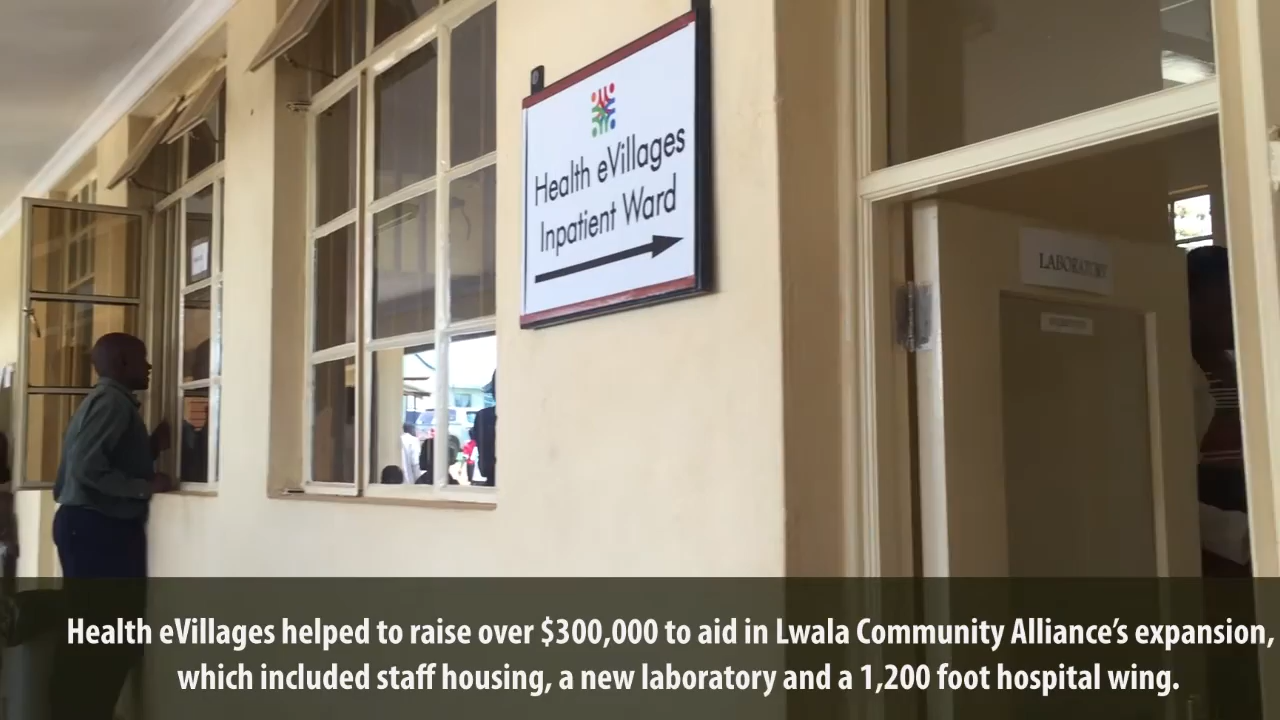 Health eVillages
Inpatient Ward
LABORATORY
Health eVillages helped to raise over $300,000 to aid in Lwala Community Alliance's expansion,
which included staff housing, a new laboratory and a 1,200 foot hospital wing.